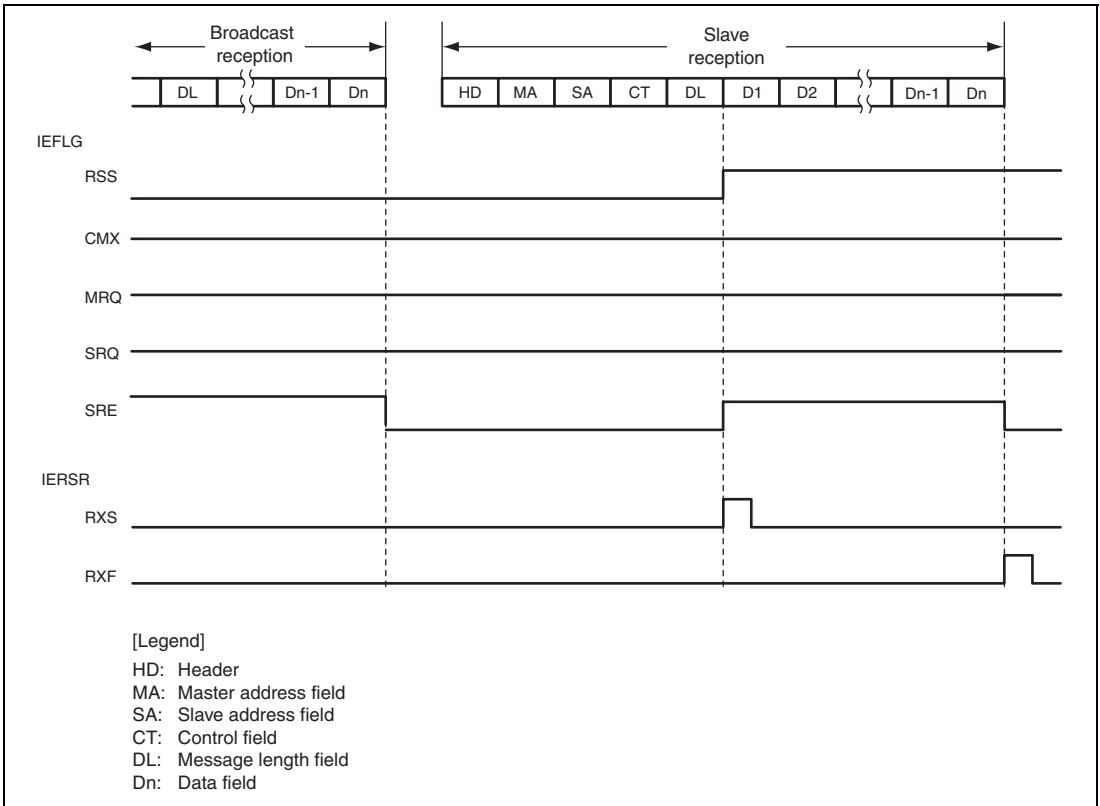 Broadcast
reception
Slave
reception
DL Dn-1 Dn HD MA SA CT DL D1 D2 Dn-1 Dn
IEFLG
RSS
CMX
MRQ
SRQ
SRE
IERSR
RXS
RXF
[Legend]
HD: Header
MA: Master address field
SA: Slave address field
CT: Control field
DL: Message length field
Dn: Data field